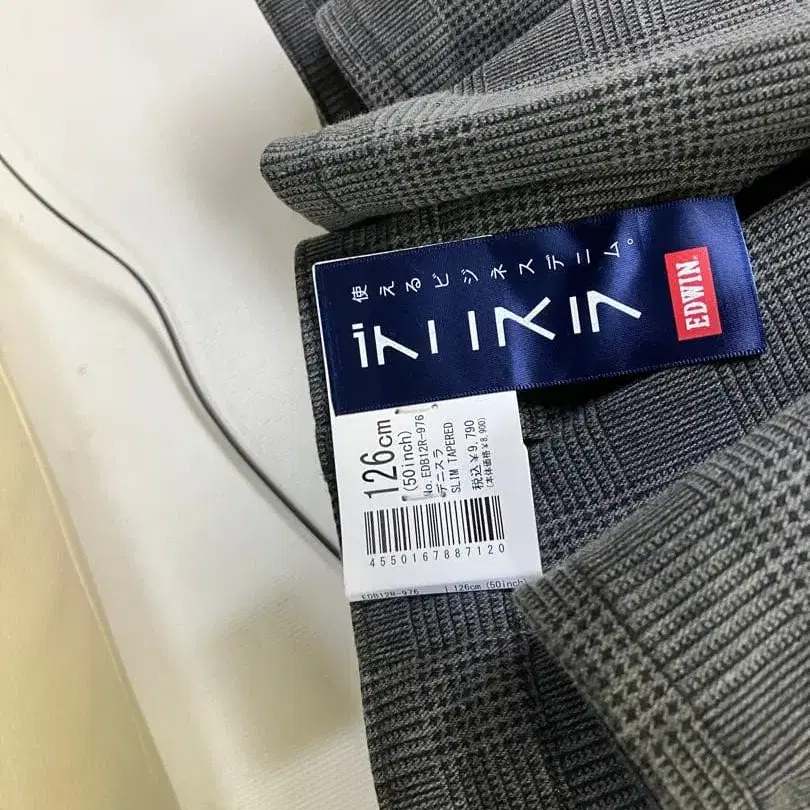 使えるビジネスデニム。
デニスラ
EDWIN®
126cm
(50inch)
No. EDB12R-976
デニスラ
SLIM TAPERED
税込¥9,790
(本体価格¥8,900)
4550167887120
EDB12R-976 126cm (50inch)